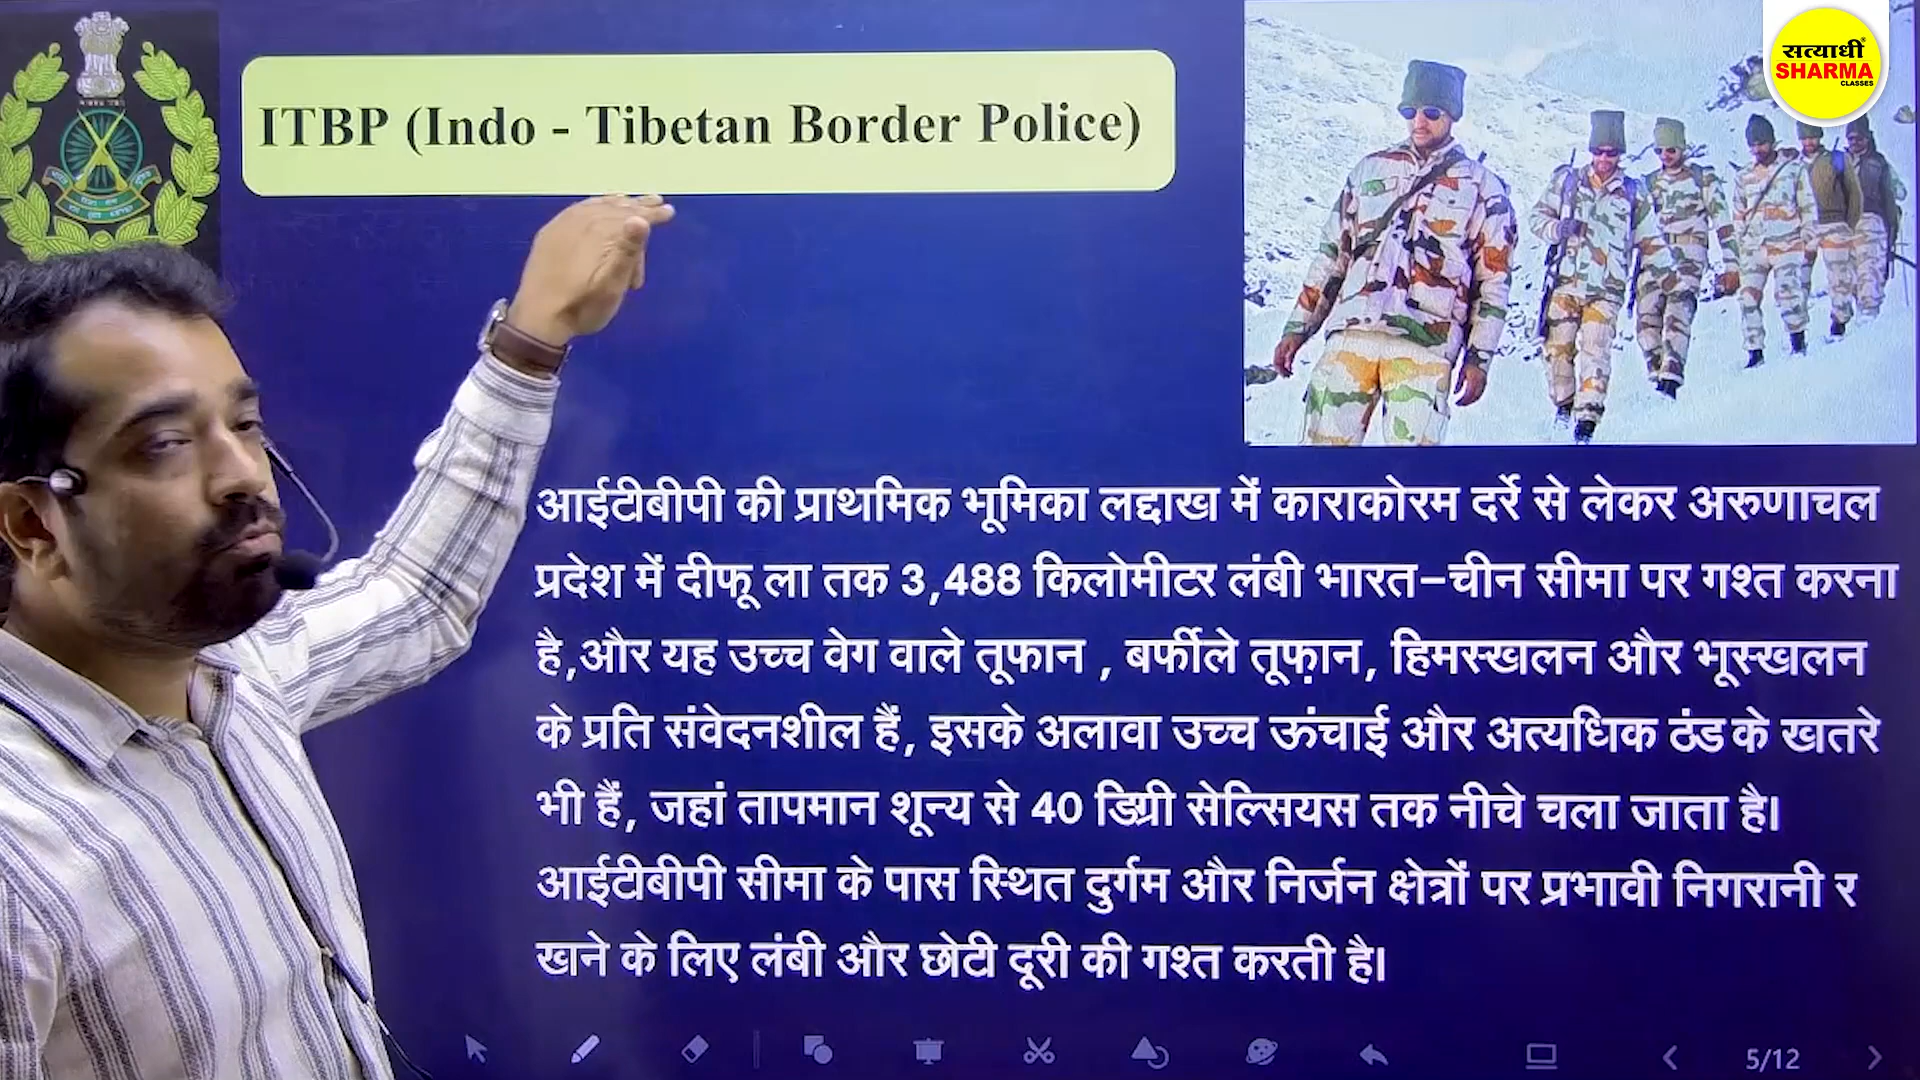 ITBP (Indo - Tibetan Border Police)
सत्यार्थी
SHARMA
CLASSES
आईटीबीपी की प्राथमिक भूमिका लद्दाख में काराकोरम दर्रे से लेकर अरुणाचल
प्रदेश में दीफू ला तक 3,488 किलोमीटर लंबी भारत-चीन सीमा पर गश्त करना
है,और यह उच्च वेग वाले तूफान , बर्फीले तूफ़ान, हिमस्खलन और भूस्खलन
के प्रति संवेदनशील हैं, इसके अलावा उच्च ऊंचाई और अत्यधिक ठंड के खतरे
भी हैं, जहां तापमान शून्य से 40 डिग्री सेल्सियस तक नीचे चला जाता है।
आईटीबीपी सीमा के पास स्थित दुर्गम और निर्जन क्षेत्रों पर प्रभावी निगरानी र
खने के लिए लंबी और छोटी दूरी की गश्त करती है।
5/12